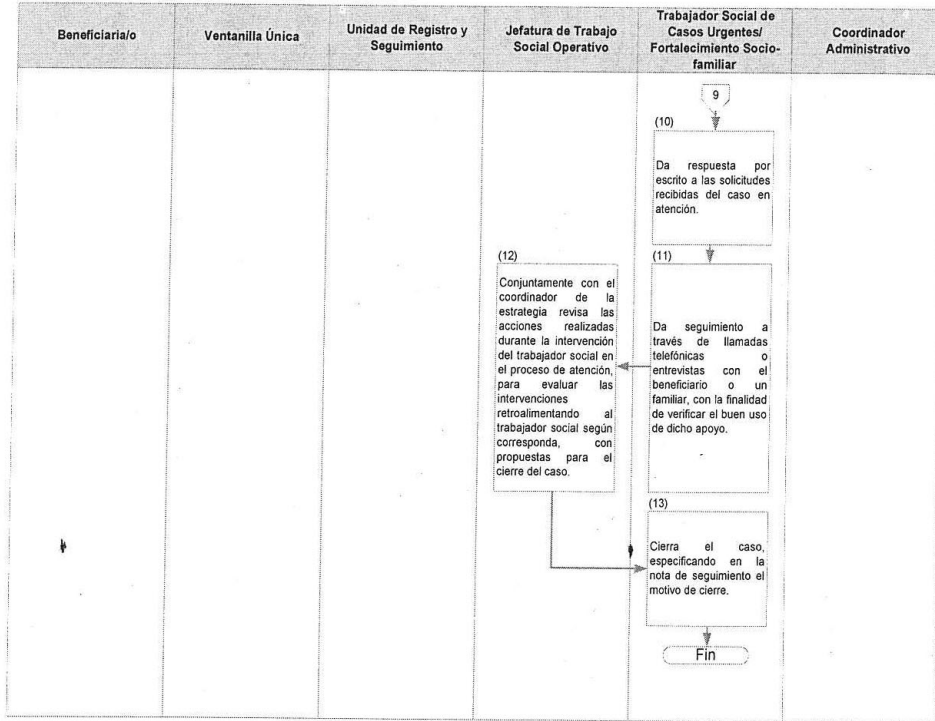 Beneficiaria/o
Ventanilla Única
Unidad de Registro y
Seguimiento
Jefatura de Trabajo
Social Operativo
Trabajador Social de
Casos Urgentes/
Fortalecimiento Socio-
familiar
Coordinador
Administrativo
9
(10)
Da respuesta por
escrito a las solicitudes
recibidas del caso en
atención.
(11)
Da seguimiento a
través de llamadas
telefónicas o
entrevistas con el
beneficiario o un
familiar, con la finalidad
de verificar el buen uso
de dicho apoyo.
(12)
Conjuntamente con el
coordinador de la
estrategia revisa las
acciones realizadas
durante la intervención
del trabajador social en
el proceso de atención,
para evaluar las
intervenciones
retroalimentando al
trabajador social según
corresponda, con
propuestas para el
cierre del caso.
(13)
Cierra el caso,
especificando en la
nota de seguimiento el
motivo de cierre.
Fin